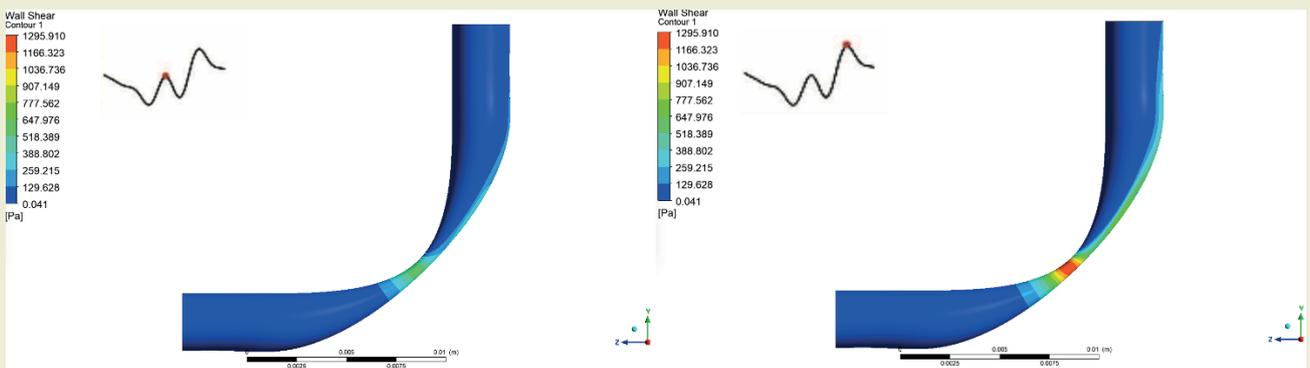 Wall Shear
Contour 1
1295.910
1166.323
1036.736
907.149
777.562
647.976
518.389
388.802
259.215
129.628
0.041
[Pa]
0
0.005
0.01 (m)
0.0025
0.0075
Y
Z
Wall Shear
Contour 1
1295.910
1166.323
1036.736
907.149
777.562
647.976
518.389
388.802
259.215
129.628
0.041
[Pa]
0
0.005
0.01 (m)
0.0025
0.0075
Y
Z